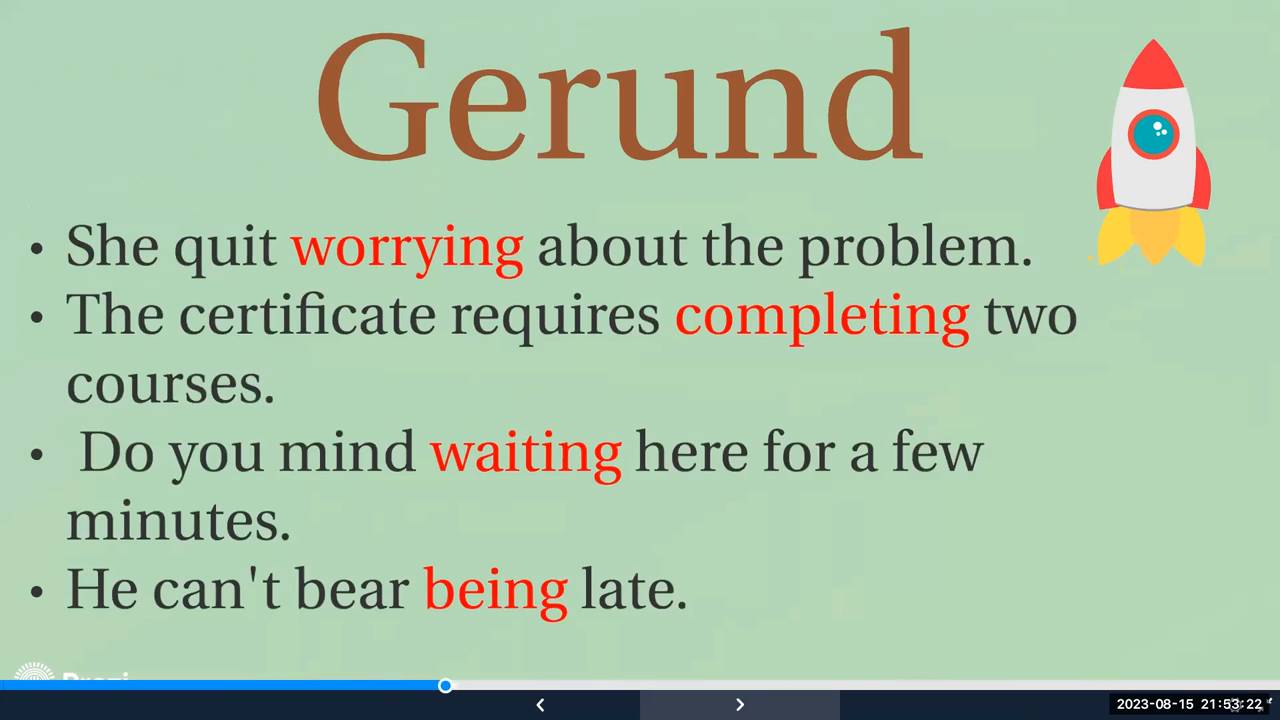 Gerund
• She quit worrying about the problem.
• The certificate requires completing two
courses.
• Do you mind waiting here for a few
minutes.
• He can't bear being late.
Prezi
2023-08-15 21:53:22